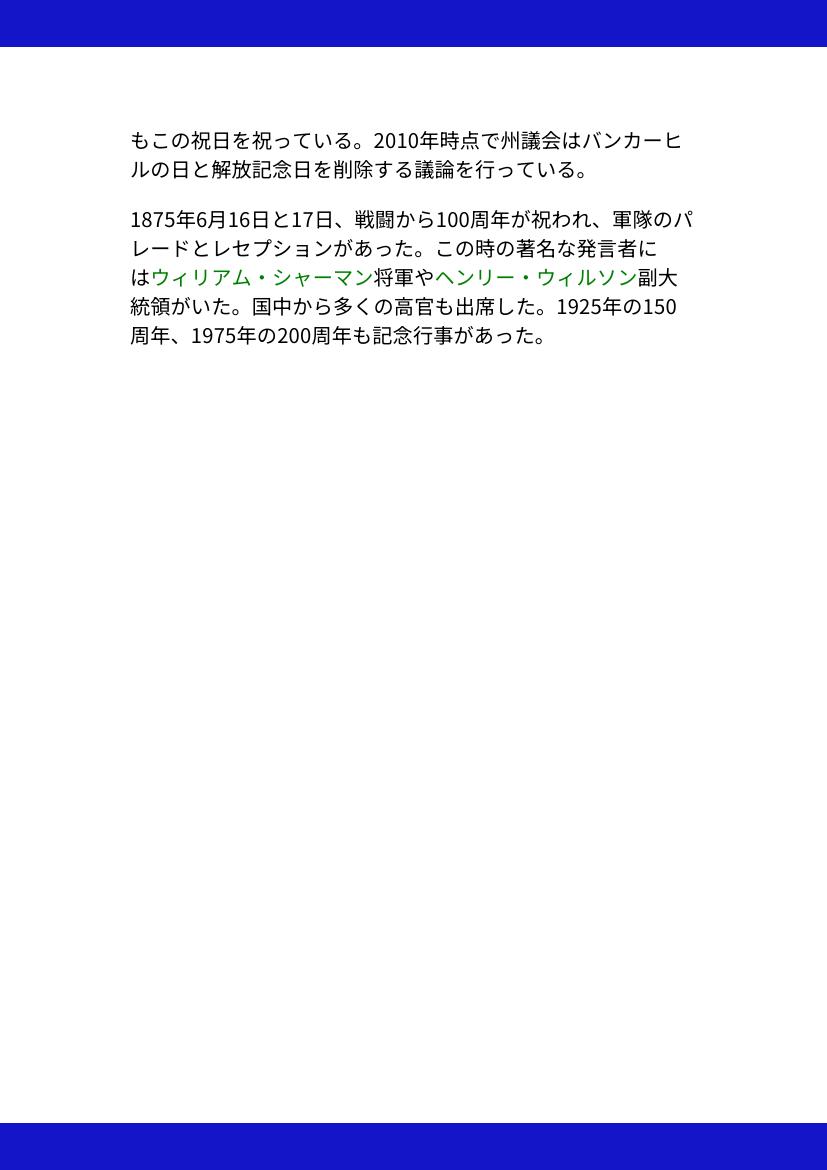 もこの祝日を祝っている。2010年時点で州議会はバンカーヒ
ルの日と解放記念日を削除する議論を行っている。
1875年6月16日と17日、戦闘から100周年が祝われ、軍隊のパ
レードとレセプションがあった。この時の著名な発言者に
はウィリアム・シャーマン将軍やヘンリー・ウィルソン副大
統領がいた。国中から多くの高官も出席した。1925年の150
周年、1975年の200周年も記念行事があった。